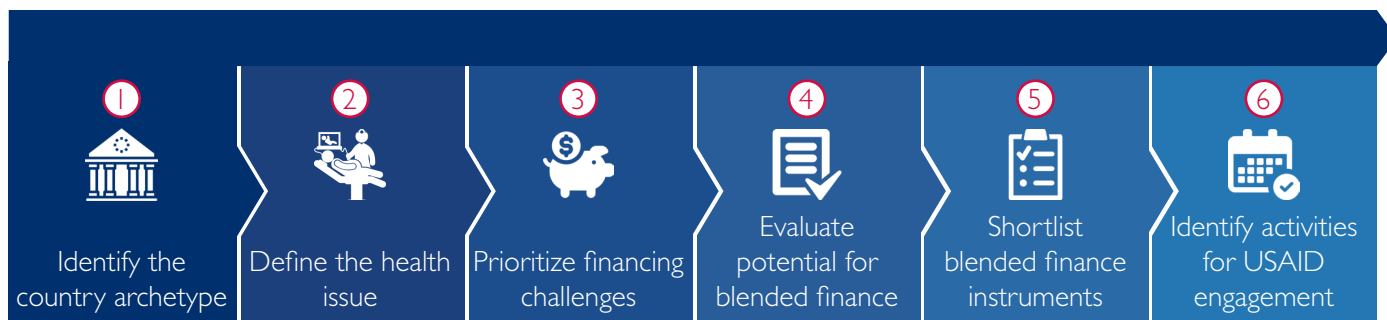 1
Identify the
country archetype
2
Define the health
issue
3
Prioritize financing
challenges
4
Evaluate
potential for
blended finance
5
Shortlist
blended finance
instruments
6
Identify activities
for USAID
engagement